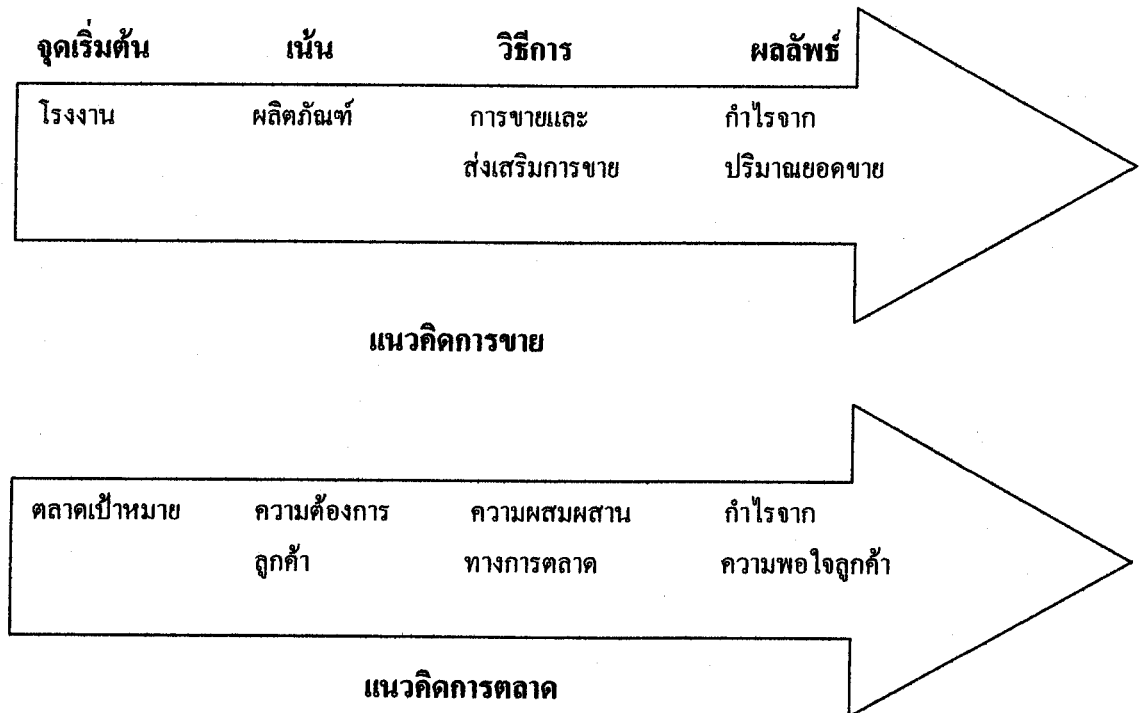 จุดเริ่มต้น เน้น วิธีการ ผลลัพธ์
โรงงาน ผลิตภัณฑ์ การขายและ กำไรจาก
ส่งเสริมการขาย ปริมาณยอดขาย
แนวคิดการขาย
ตลาดเป้าหมาย ความต้องการ ความผสมผสาน กำไรจาก
ลูกค้า ทางการตลาด ความพอใจลูกค้า
แนวคิดการตลาด